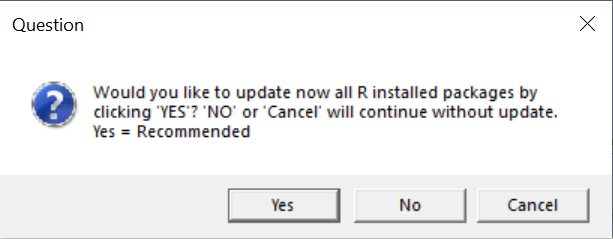 Question
Would you like to update now all R installed packages by
clicking 'YES'? 'NO' or 'Cancel' will continue without update.
Yes = Recommended
Yes
No
Cancel